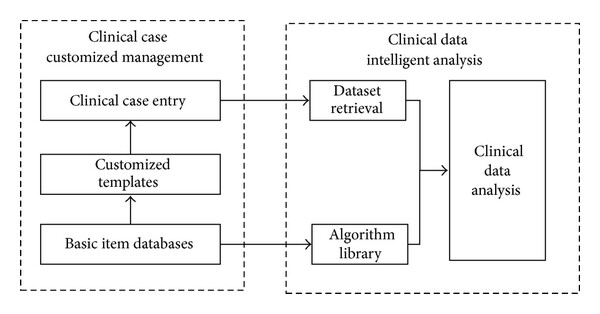 Clinical case
customized management
Clinical case entry
Customized
templates
Basic item databases
Clinical data
intelligent analysis
Dataset
retrieval
Algorithm
library
Clinical
data
analysis